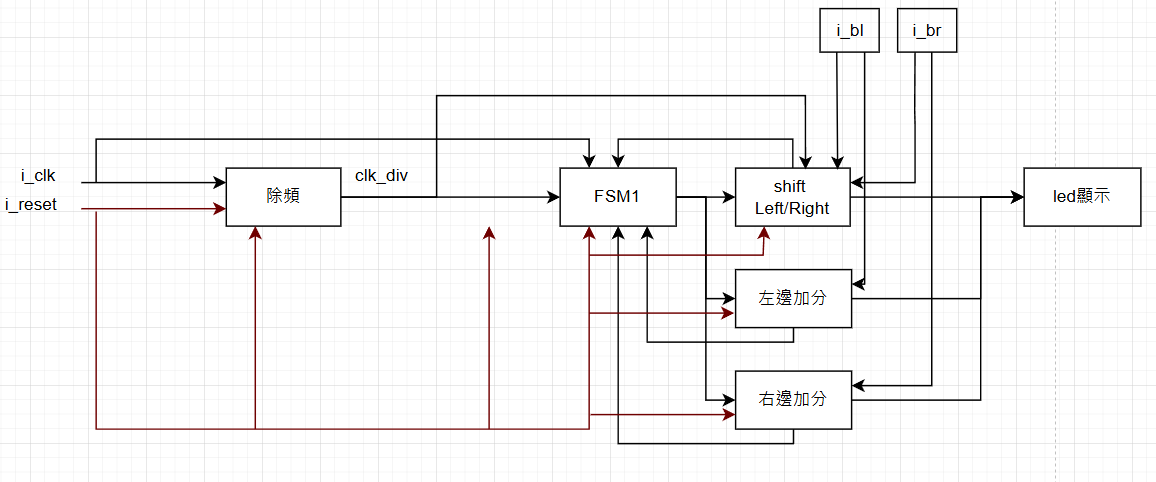 i_bl
i_br
i_clk
i_reset
除頻
clk_div
FSM1
shift
Left/Right
led顯示
左邊加分
右邊加分